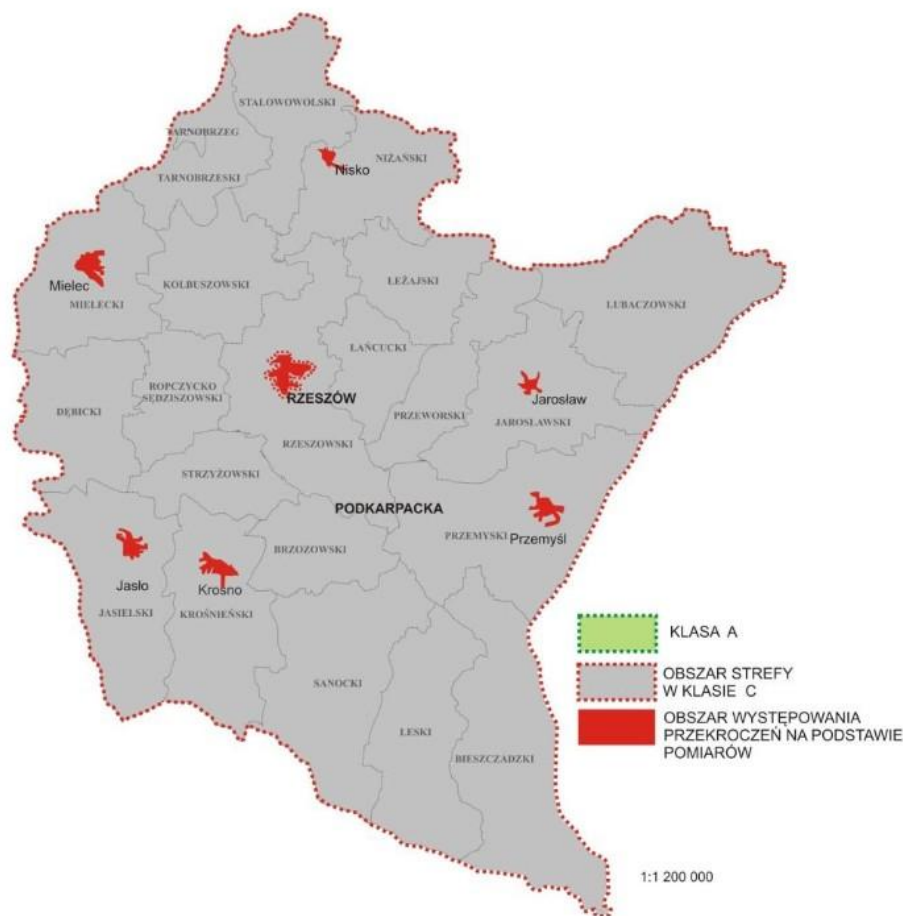 STALOWOWOLSKI
TARNOBRZEG
Nisko
NIŻAŃSKI
TARNOBRZESKI
Mielec
MIELECKI
KOLBUSZOWSKI
LEŻAJSKI
LUBACZOWSKI
ŁAŃCUCKI
ROPCZYCKO
SĘDZISZOWSKI
RZESZÓW
Jarosław
DĘBICKI
PRZEWORSKI
JAROSŁAWSKI
RZESZOWSKI
STRZYŻOWSKI
PODKARPACKA
PRZEMYSKI
Przemyśl
BRZOZOWSKI
Jasło
Krosno
JASIELSKI
KROŚNIEŃSKI
SANOCKI
LESKI
BIESZCZADZKI
KLASA A
OBSZAR STREFY
W KLASIE C
OBSZAR WYSTĘPOWANIA
PRZEKROCZEŃ NA PODSTAWIE
POMIARÓW
1:1 200 000